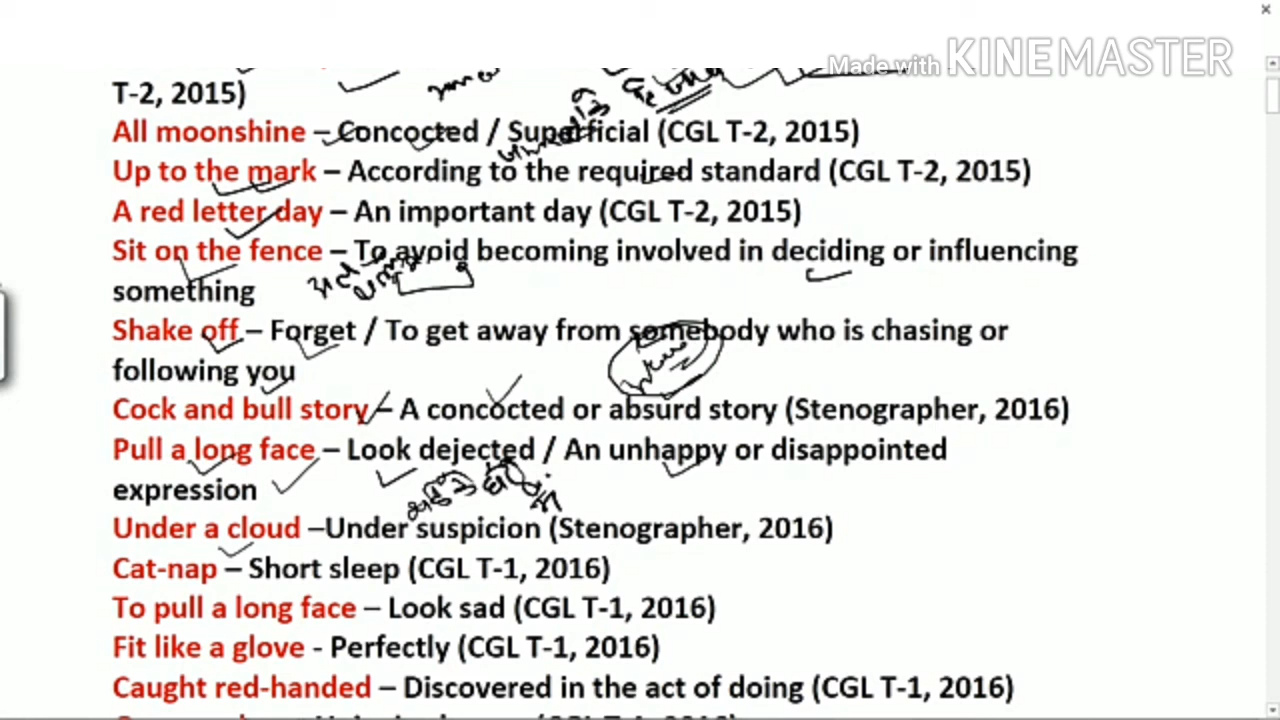 Made with KINEMASTER
T-2, 2015)
All moonshine – Concocted / Superficial (CGL T-2, 2015)
Up to the mark – According to the required standard (CGL T-2, 2015)
A red letter day – An important day (CGL T-2, 2015)
Sit on the fence – To avoid becoming involved in deciding or influencing
something
Shake off – Forget / To get away from somebody who is chasing or
following you
Cock and bull story – A concocted or absurd story (Stenographer, 2016)
Pull a long face – Look dejected / An unhappy or disappointed
expression
Under a cloud –Under suspicion (Stenographer, 2016)
Cat-nap – Short sleep (CGL T-1, 2016)
To pull a long face – Look sad (CGL T-1, 2016)
Fit like a glove - Perfectly (CGL T-1, 2016)
Caught red-handed – Discovered in the act of doing (CGL T-1, 2016)